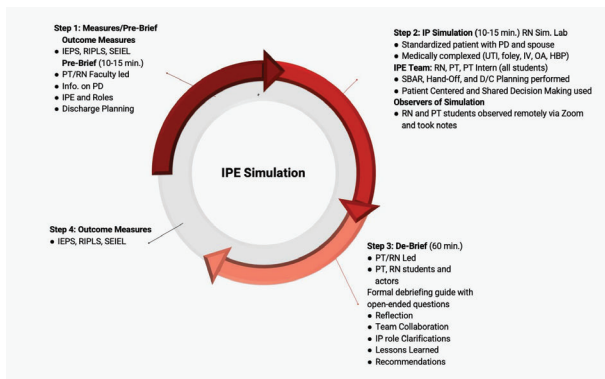 Step 1: Measures/Pre-Brief
Outcome Measures
● IEPS, RIPLS, SEIEL
Pre-Brief (10-15 min.)
● PT/RN Faculty led
● Info. on PD
● IPE and Roles
● Discharge Planning
Step 2: IP Simulation (10-15 min.) RN Sim. Lab
● Standardized patient with PD and spouse
● Medically complexed (UTI, foley, IV, OA, HBP)
IPE Team: RN, PT, PT Intern (all students)
● SBAR, Hand-Off, and D/C Planning performed
● Patient Centered and Shared Decision Making used
Observers of Simulation
● RN and PT students observed remotely via Zoom
and took notes
IPE Simulation
Step 4: Outcome Measures
● IEPS, RIPLS, SEIEL
Step 3: De-Brief (60 min.)
● PT/RN Led
● PT, RN students and
actors
Formal debriefing guide with
open-ended questions
● Reflection
● Team Collaboration
● IP role Clarifications
● Lessons Learned
● Recommendations